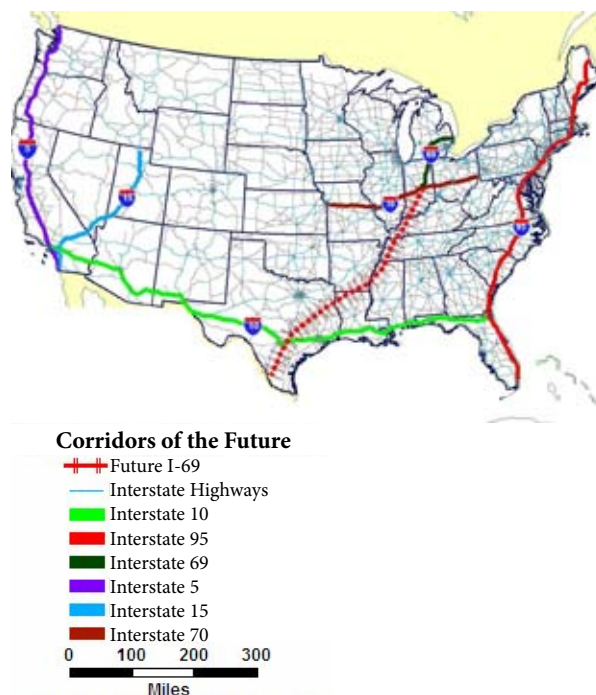 Corridors of the Future
Future I-69
Interstate Highways
Interstate 10
Interstate 95
Interstate 69
Interstate 5
Interstate 15
Interstate 70
0 100 200 300
Miles